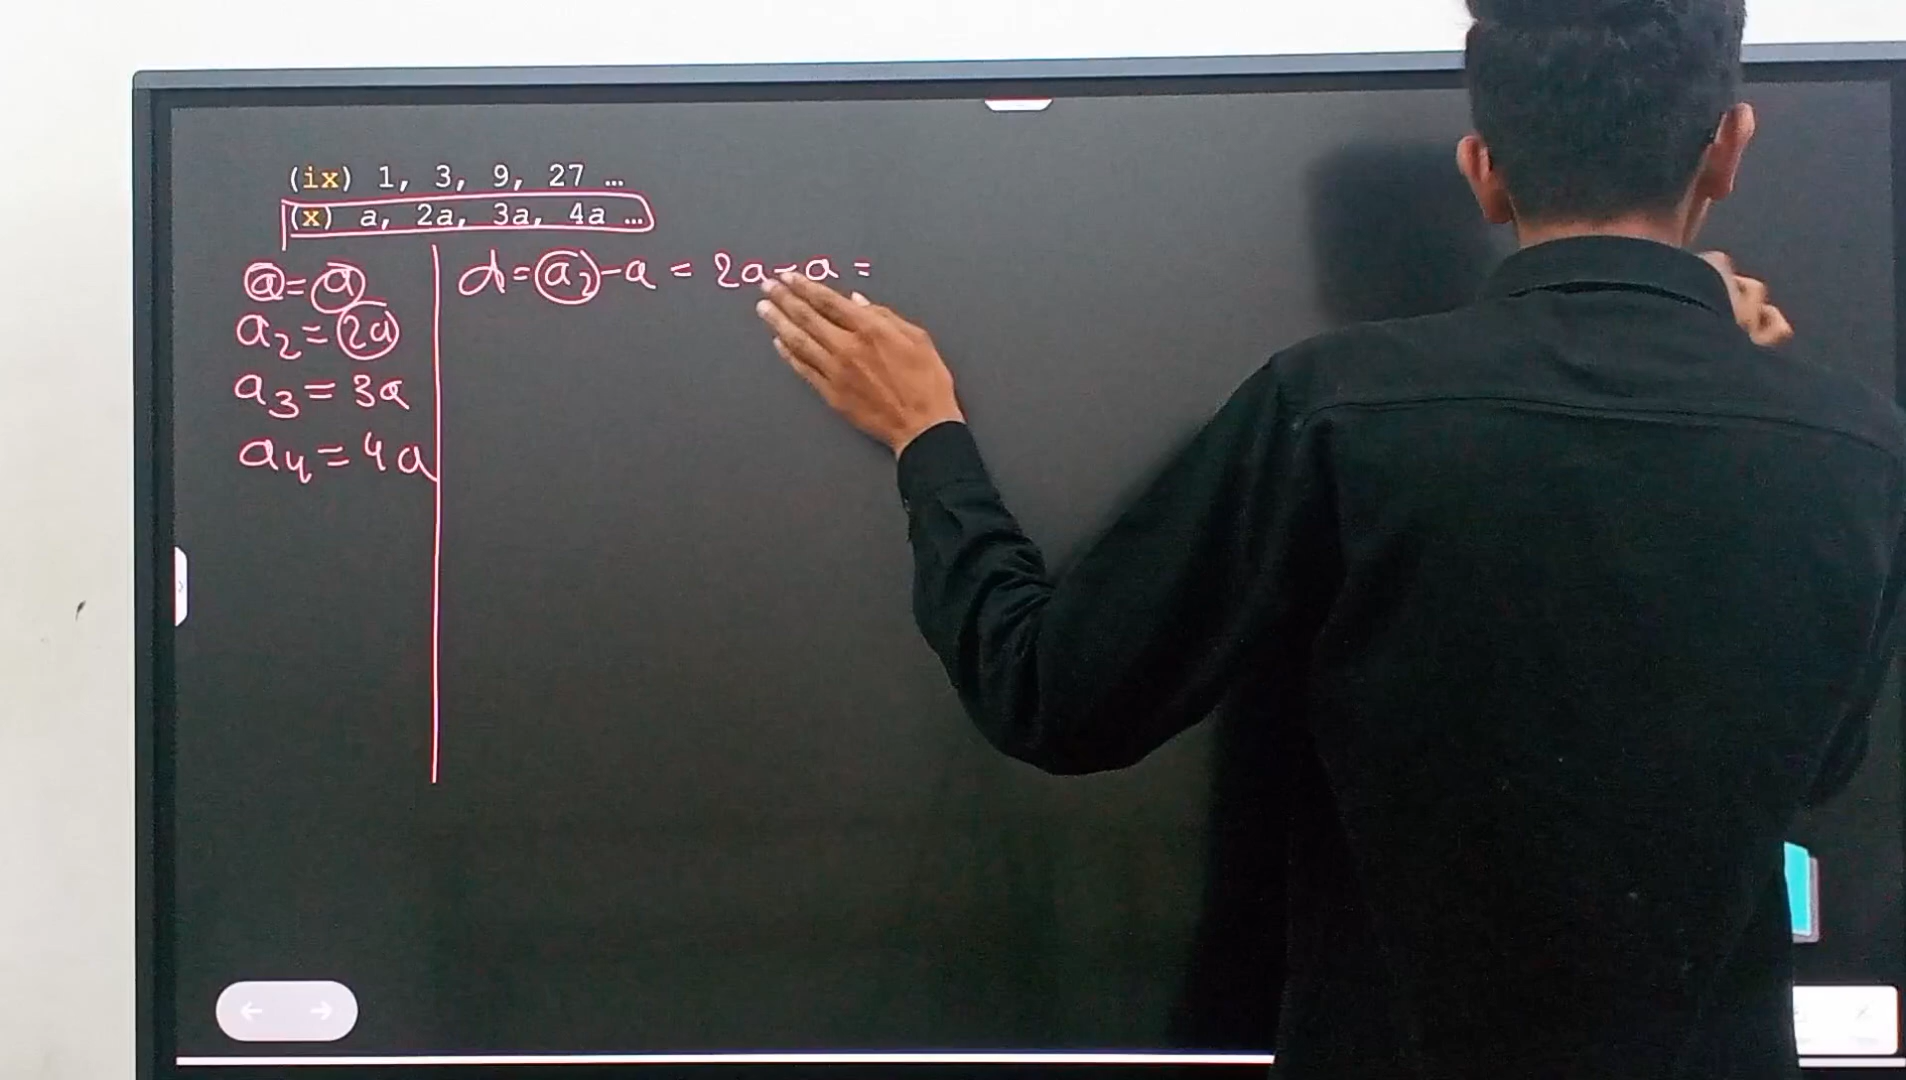 (ix) 1, 3, 9, 27 …
(x) a, 2a, 3a, 4a …
a = a
a₂ = 2a
a₃ = 3a
a₄ = 4a
d = a₂ - a = 2a - a =